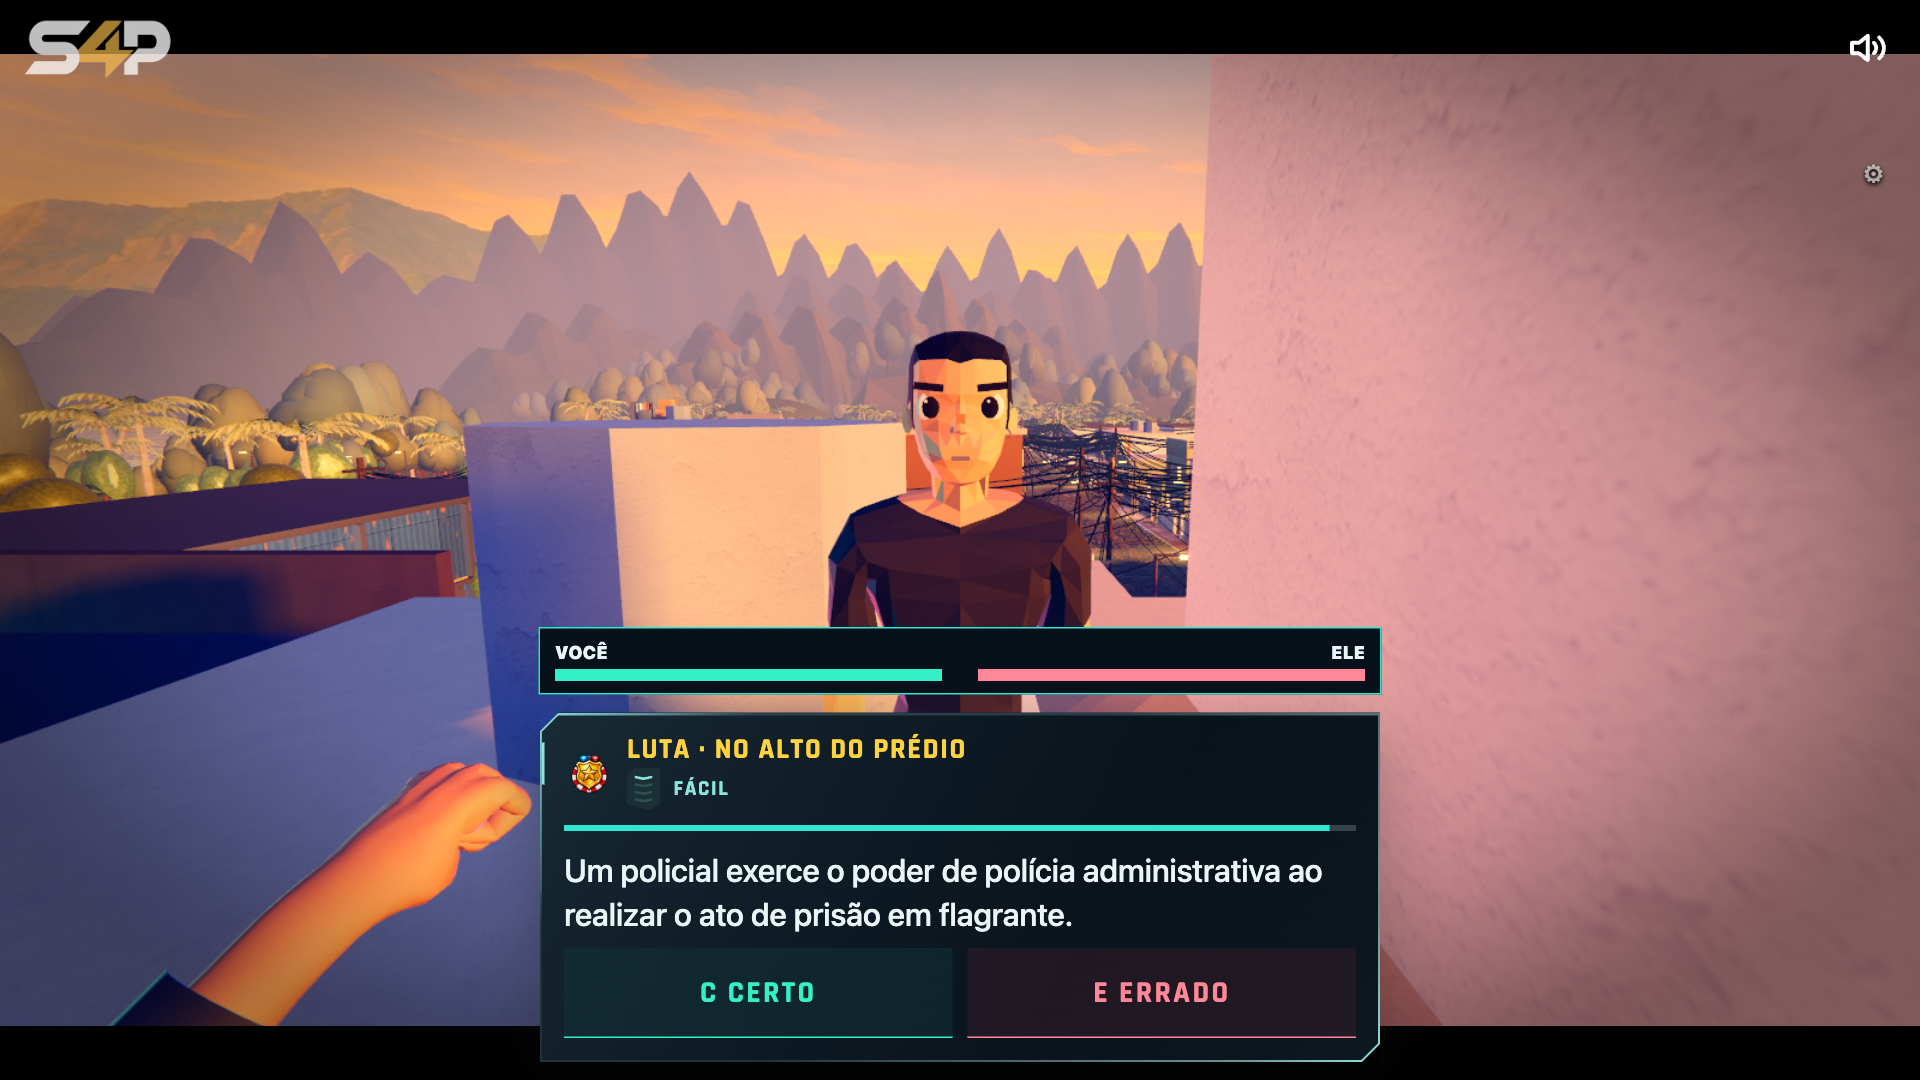 S4P
VOCÊ
ELE
LUTA · NO ALTO DO PRÉDIO
FÁCIL
Um policial exerce o poder de polícia administrativa ao
realizar o ato de prisão em flagrante.
C CERTO
E ERRADO